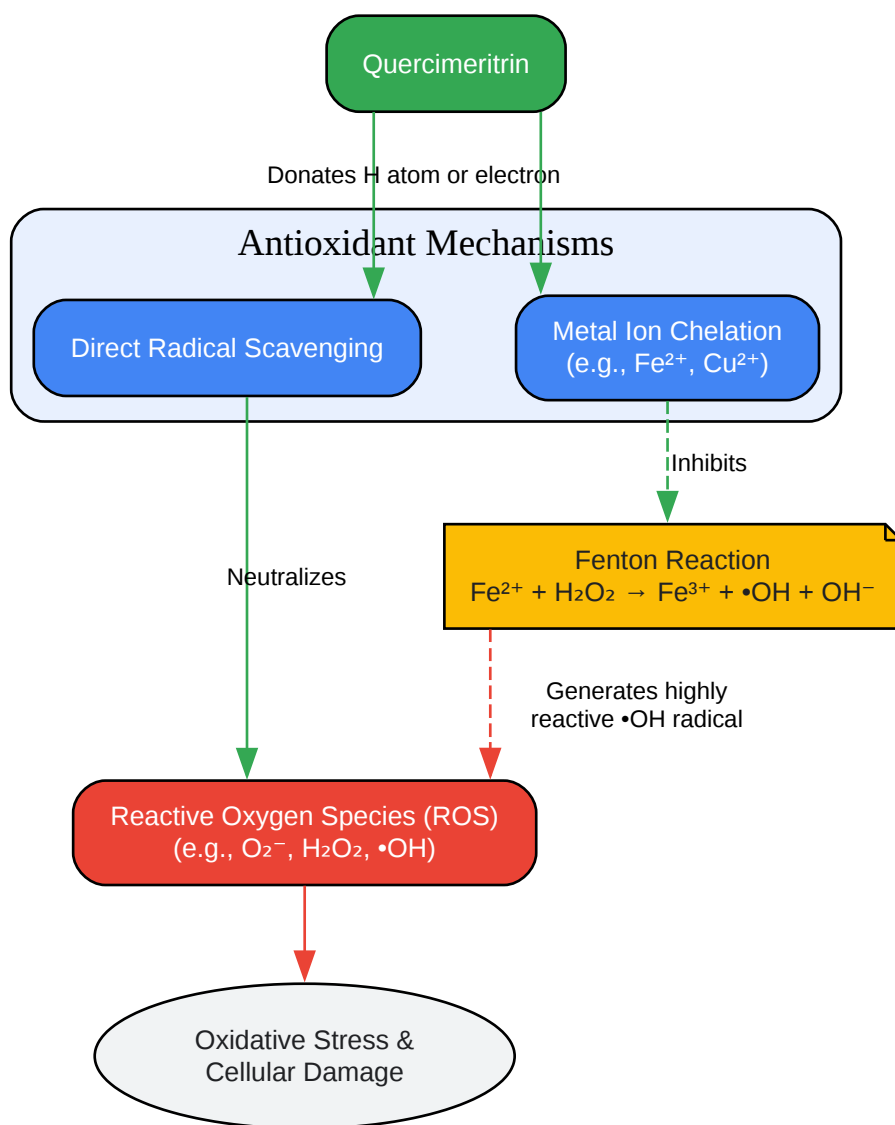 Quercimeritrin
Donates H atom or electron
Antioxidant Mechanisms
Direct Radical Scavenging
Metal Ion Chelation
(e.g., Fe²⁺, Cu²⁺)
Inhibits
Fenton Reaction
Fe²⁺ + H₂O₂ → Fe³⁺ + •OH + OH⁻
Neutralizes
Generates highly
reactive •OH radical
Reactive Oxygen Species (ROS)
(e.g., O₂⁻, H₂O₂, •OH)
Oxidative Stress &
Cellular Damage